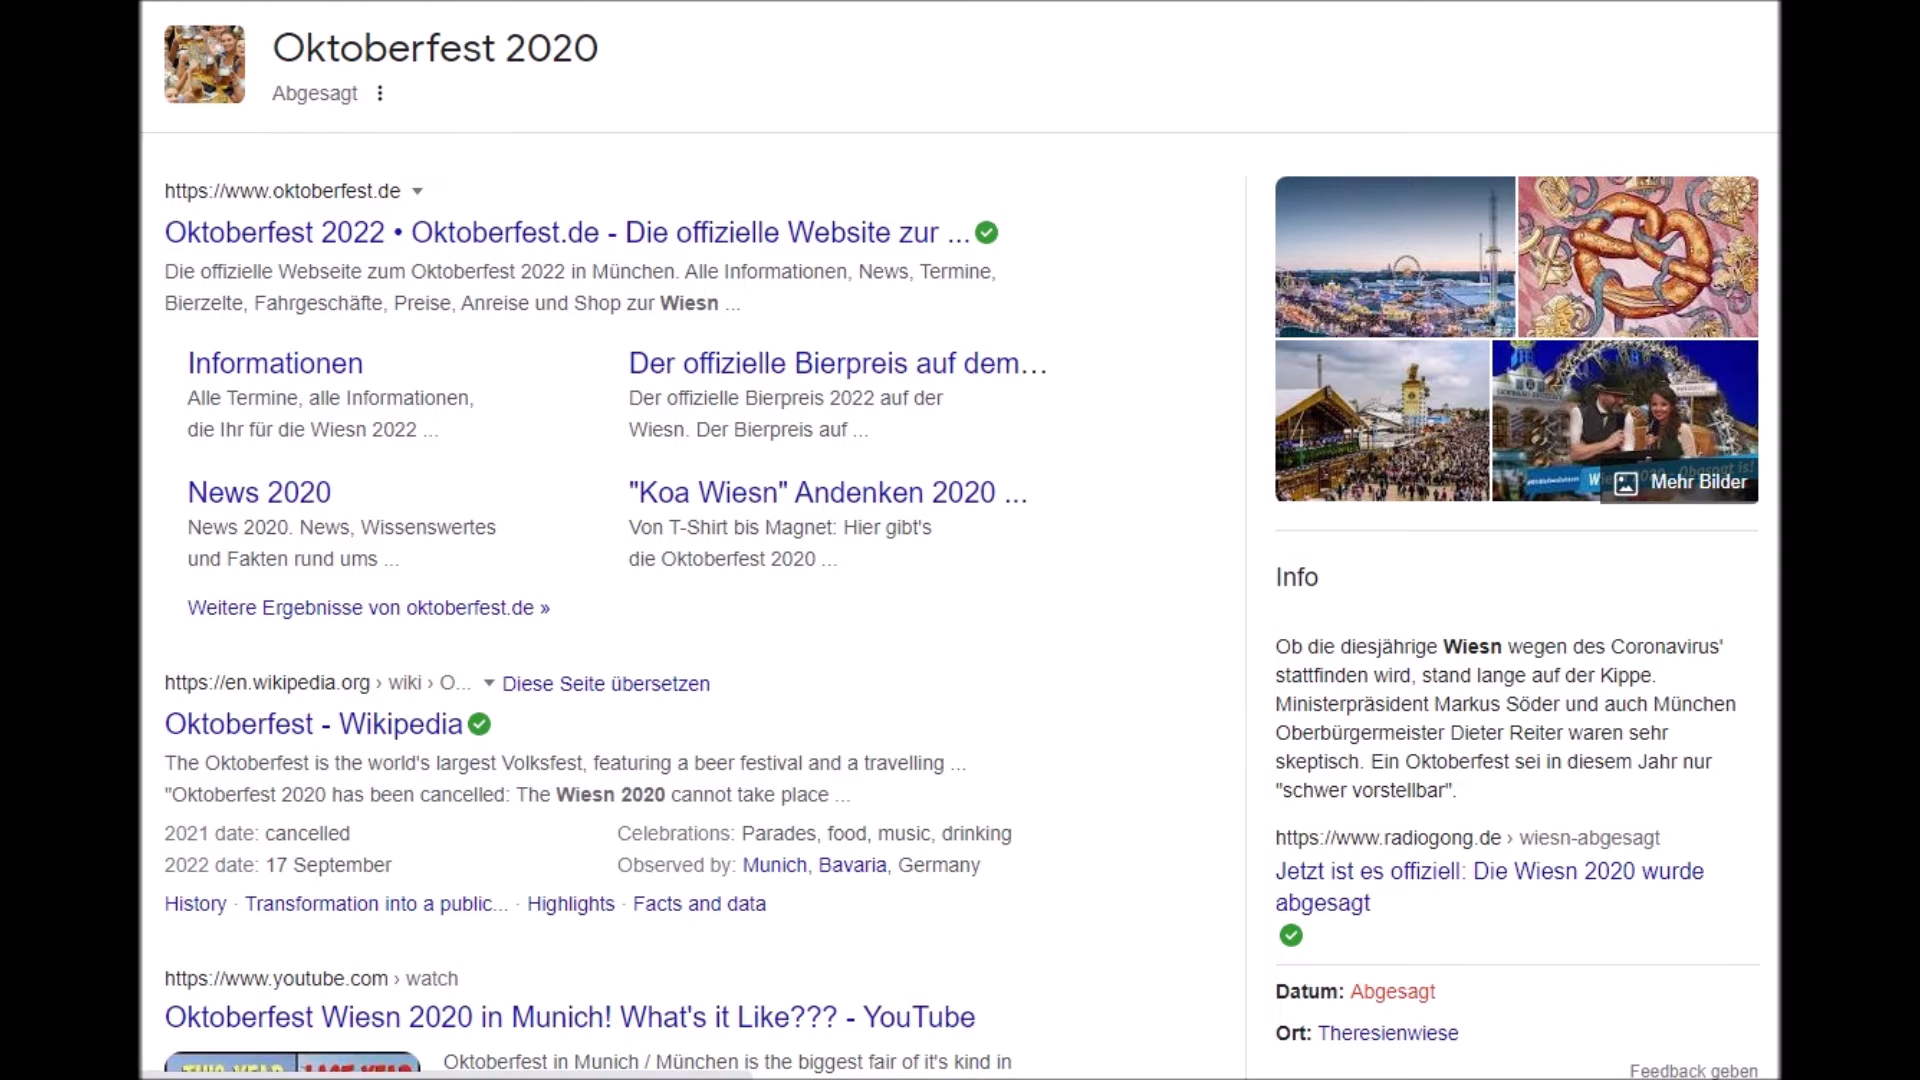 Oktoberfest 2020
Abgesagt
https://www.oktoberfest.de
Oktoberfest 2022 • Oktoberfest.de - Die offizielle Website zur ...
Die offizielle Webseite zum Oktoberfest 2022 in München. Alle Informationen, News, Termine,
Bierzelte, Fahrgeschäfte, Preise, Anreise und Shop zur Wiesn ...
Informationen
Alle Termine, alle Informationen,
die Ihr für die Wiesn 2022 ...
Der offizielle Bierpreis auf dem...
Der offizielle Bierpreis 2022 auf der
Wiesn. Der Bierpreis auf ...
News 2020
News 2020. News, Wissenswertes
und Fakten rund ums ...
"Koa Wiesn" Andenken 2020 ...
Von T-Shirt bis Magnet: Hier gibt's
die Oktoberfest 2020 ...
Weitere Ergebnisse von oktoberfest.de »
https://en.wikipedia.org › wiki › O... Diese Seite übersetzen
Oktoberfest - Wikipedia
The Oktoberfest is the world's largest Volksfest, featuring a beer festival and a travelling ...
"Oktoberfest 2020 has been cancelled: The Wiesn 2020 cannot take place ...
2021 date: cancelled
2022 date: 17 September
Celebrations: Parades, food, music, drinking
Observed by: Munich, Bavaria, Germany
History · Transformation into a public... · Highlights · Facts and data
https://www.youtube.com › watch
Oktoberfest Wiesn 2020 in Munich! What's it Like??? - YouTube
THIS YEAR LAST YEAR
Oktoberfest in Munich / München is the biggest fair of it's kind in
Mehr Bilder
Info
Ob die diesjährige Wiesn wegen des Coronavirus'
stattfinden wird, stand lange auf der Kippe.
Ministerpräsident Markus Söder und auch München
Oberbürgermeister Dieter Reiter waren sehr
skeptisch. Ein Oktoberfest sei in diesem Jahr nur
"schwer vorstellbar".
https://www.radiogong.de › wiesn-abgesagt
Jetzt ist es offiziell: Die Wiesn 2020 wurde
abgesagt
Datum: Abgesagt
Ort: Theresienwiese
Feedback geben